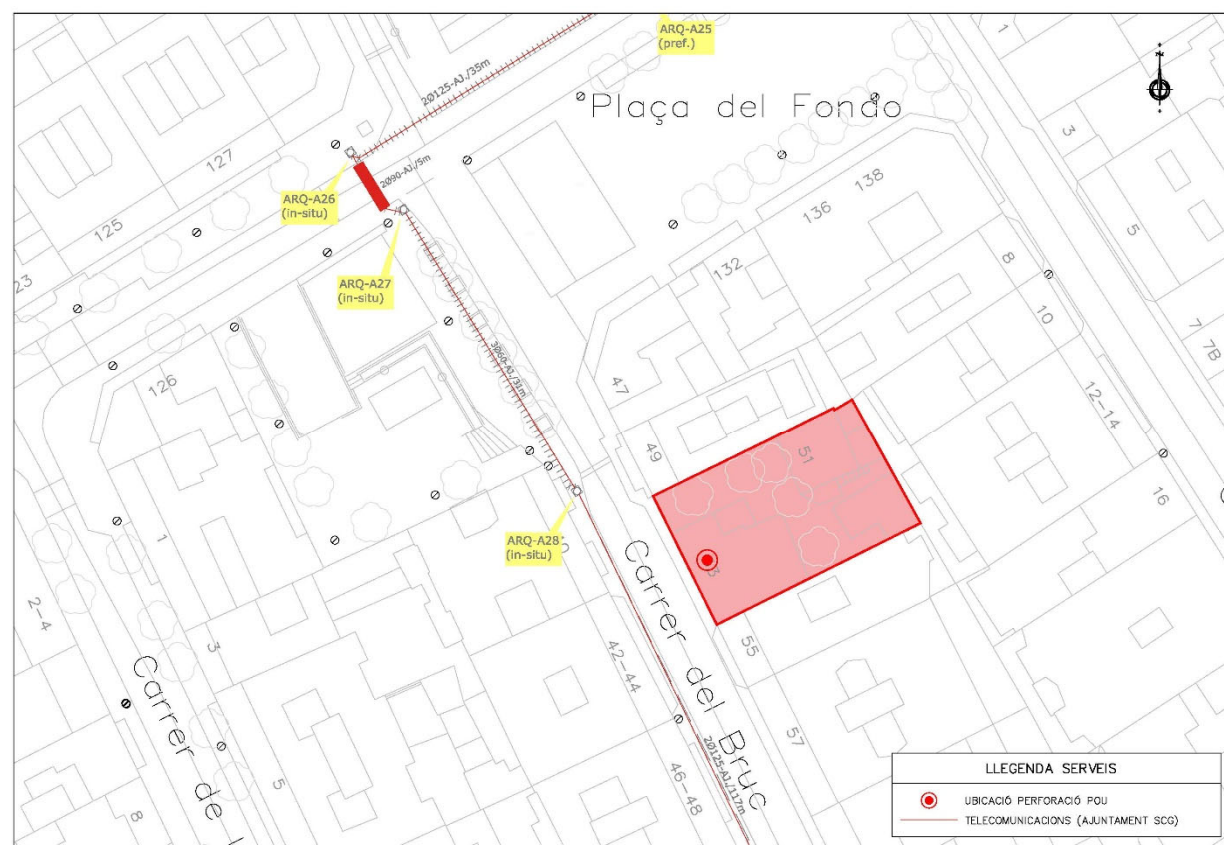 ARQ-A25
(pref.)
2Ø125-AJ./35m
Plaça del Fondo
1
3
5
7
7B
127
125
23
ARQ-A26
(in-situ)
2Ø90-AJ./5m
ARQ-A27
(in-situ)
138
136
132
8
10
12-14
16
126
3Ø60-AJ./31m
47
49
51
ARQ-A28
(in-situ)
1
2-4
3
5
8
Carrer de
Carrer del Bruc
42-44
46-48
55
57
2Ø125-AJ./117m
LLEGENDA SERVEIS
UBICACIÓ PERFORACIÓ POU
TELECOMUNICACIONS (AJUNTAMENT SCG)